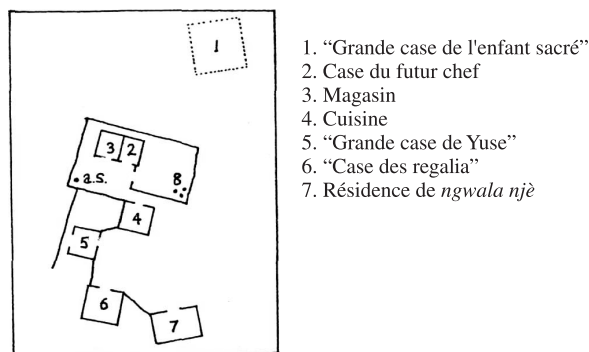 1
3
2
a.s.
8
4
5
6
7
1. “Grande case de l'enfant sacré”
2. Case du futur chef
3. Magasin
4. Cuisine
5. “Grande case de Yuse”
6. “Case des regalia”
7. Résidence de ngwala njè